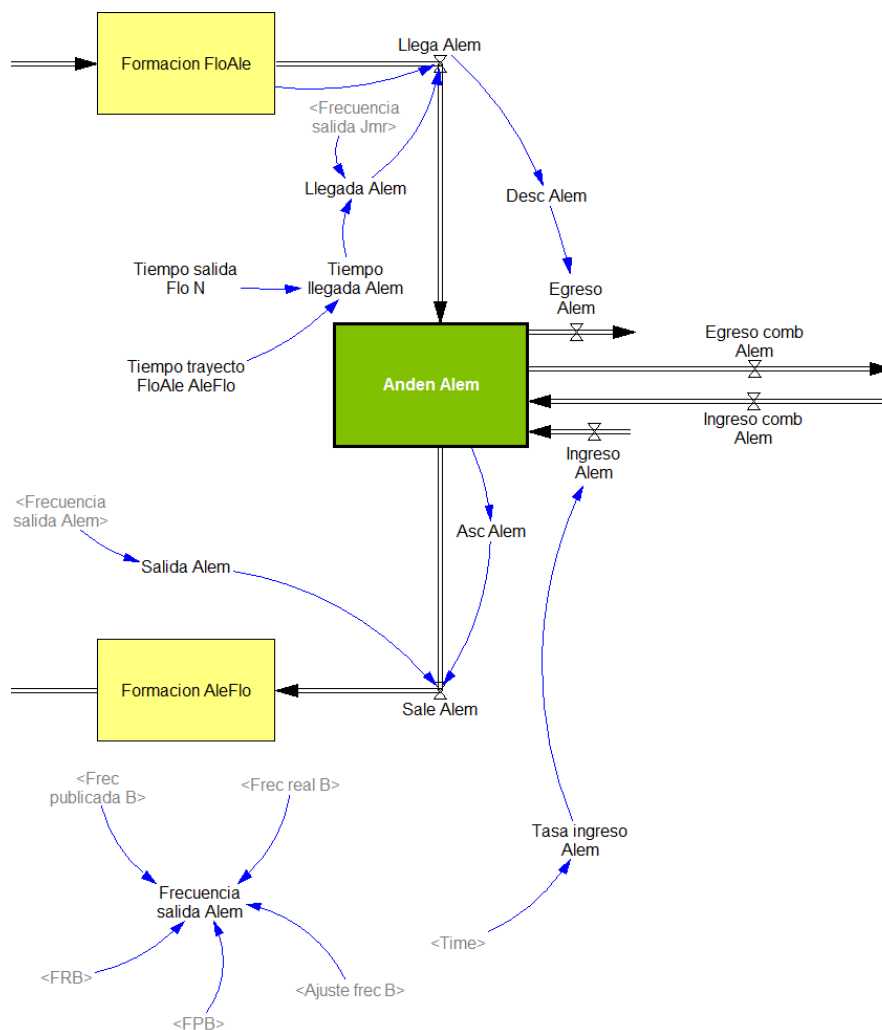 Formacion FloAle
Llega Alem
<Frecuencia
salida Jmr>
Llegada Alem
Desc Alem
Tiempo salida
Flo N
Tiempo
llegada Alem
Egreso
Alem
Tiempo trayecto
FloAle AleFlo
Anden Alem
Egreso comb
Alem
Ingreso comb
Alem
Ingreso
Alem
<Frecuencia
salida Alem>
Asc Alem
Salida Alem
Formacion AleFlo
Sale Alem
<Frec
publicada B>
<Frec real B>
Tasa ingreso
Alem
Frecuencia
salida Alem
<Time>
<FRB>
<Ajuste frec B>
<FPB>